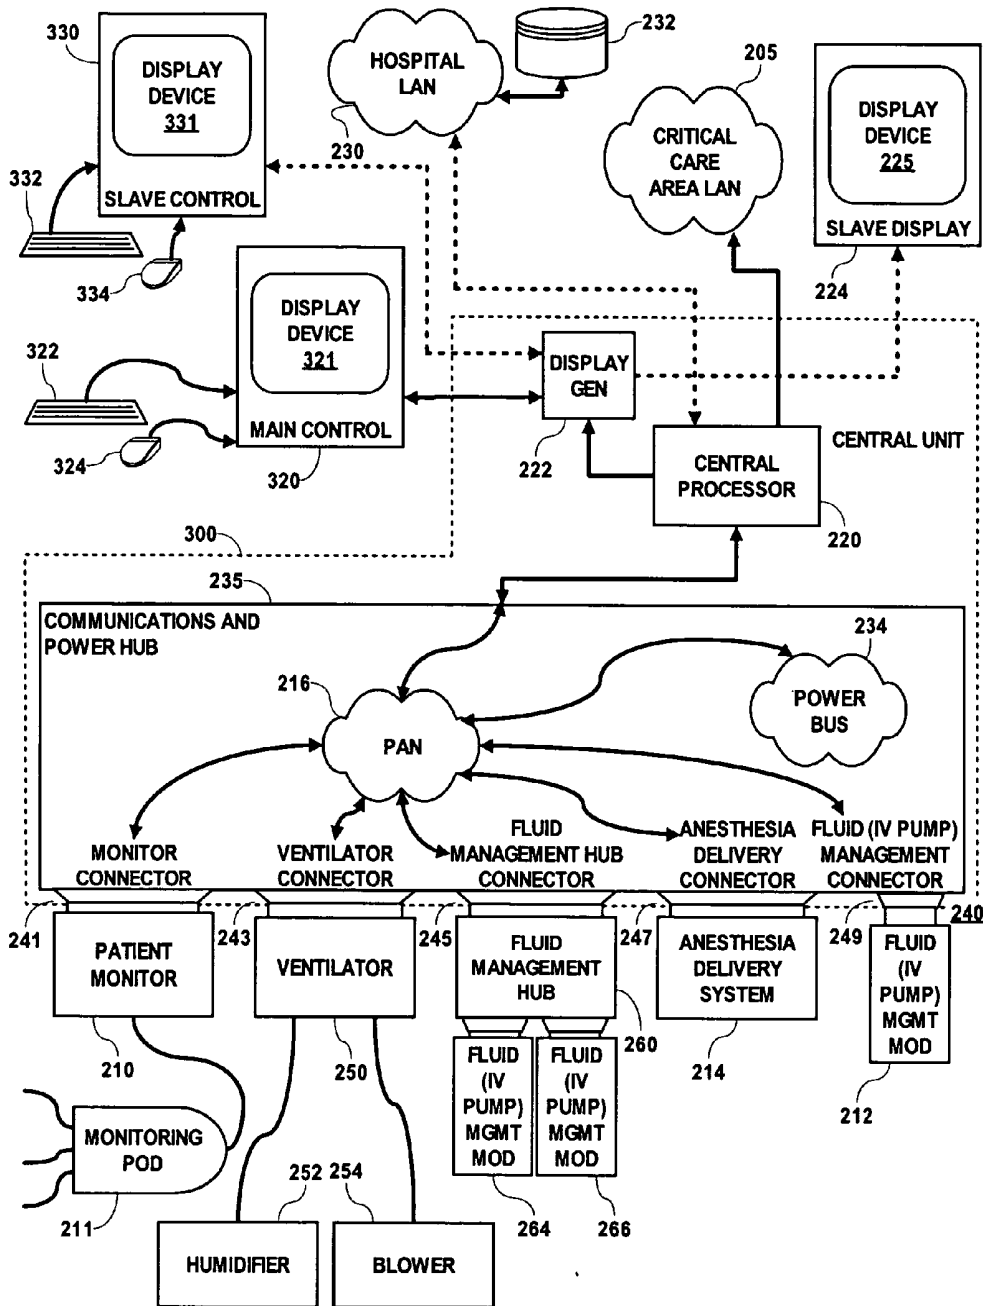 330
DISPLAY
DEVICE
331
SLAVE CONTROL
332
334
HOSPITAL
LAN
230
232
205
CRITICAL
CARE
AREA LAN
DISPLAY
DEVICE
225
SLAVE DISPLAY
224
322
324
DISPLAY
DEVICE
321
MAIN CONTROL
320
DISPLAY
GEN
222
CENTRAL UNIT
CENTRAL
PROCESSOR
220
300
235
COMMUNICATIONS AND
POWER HUB
216
PAN
234
POWER
BUS
MONITOR
CONNECTOR
VENTILATOR
CONNECTOR
FLUID
MANAGEMENT HUB
CONNECTOR
ANESTHESIA
DELIVERY
CONNECTOR
FLUID (IV PUMP)
MANAGEMENT
CONNECTOR
241
243
245
247
249
240
PATIENT
MONITOR
210
VENTILATOR
250
FLUID
MANAGEMENT
HUB
260
ANESTHESIA
DELIVERY
SYSTEM
214
FLUID
(IV
PUMP)
MGMT
MOD
212
FLUID
(IV
PUMP)
MGMT
MOD
264
FLUID
(IV
PUMP)
MGMT
MOD
266
MONITORING
POD
211
252
HUMIDIFIER
254
BLOWER